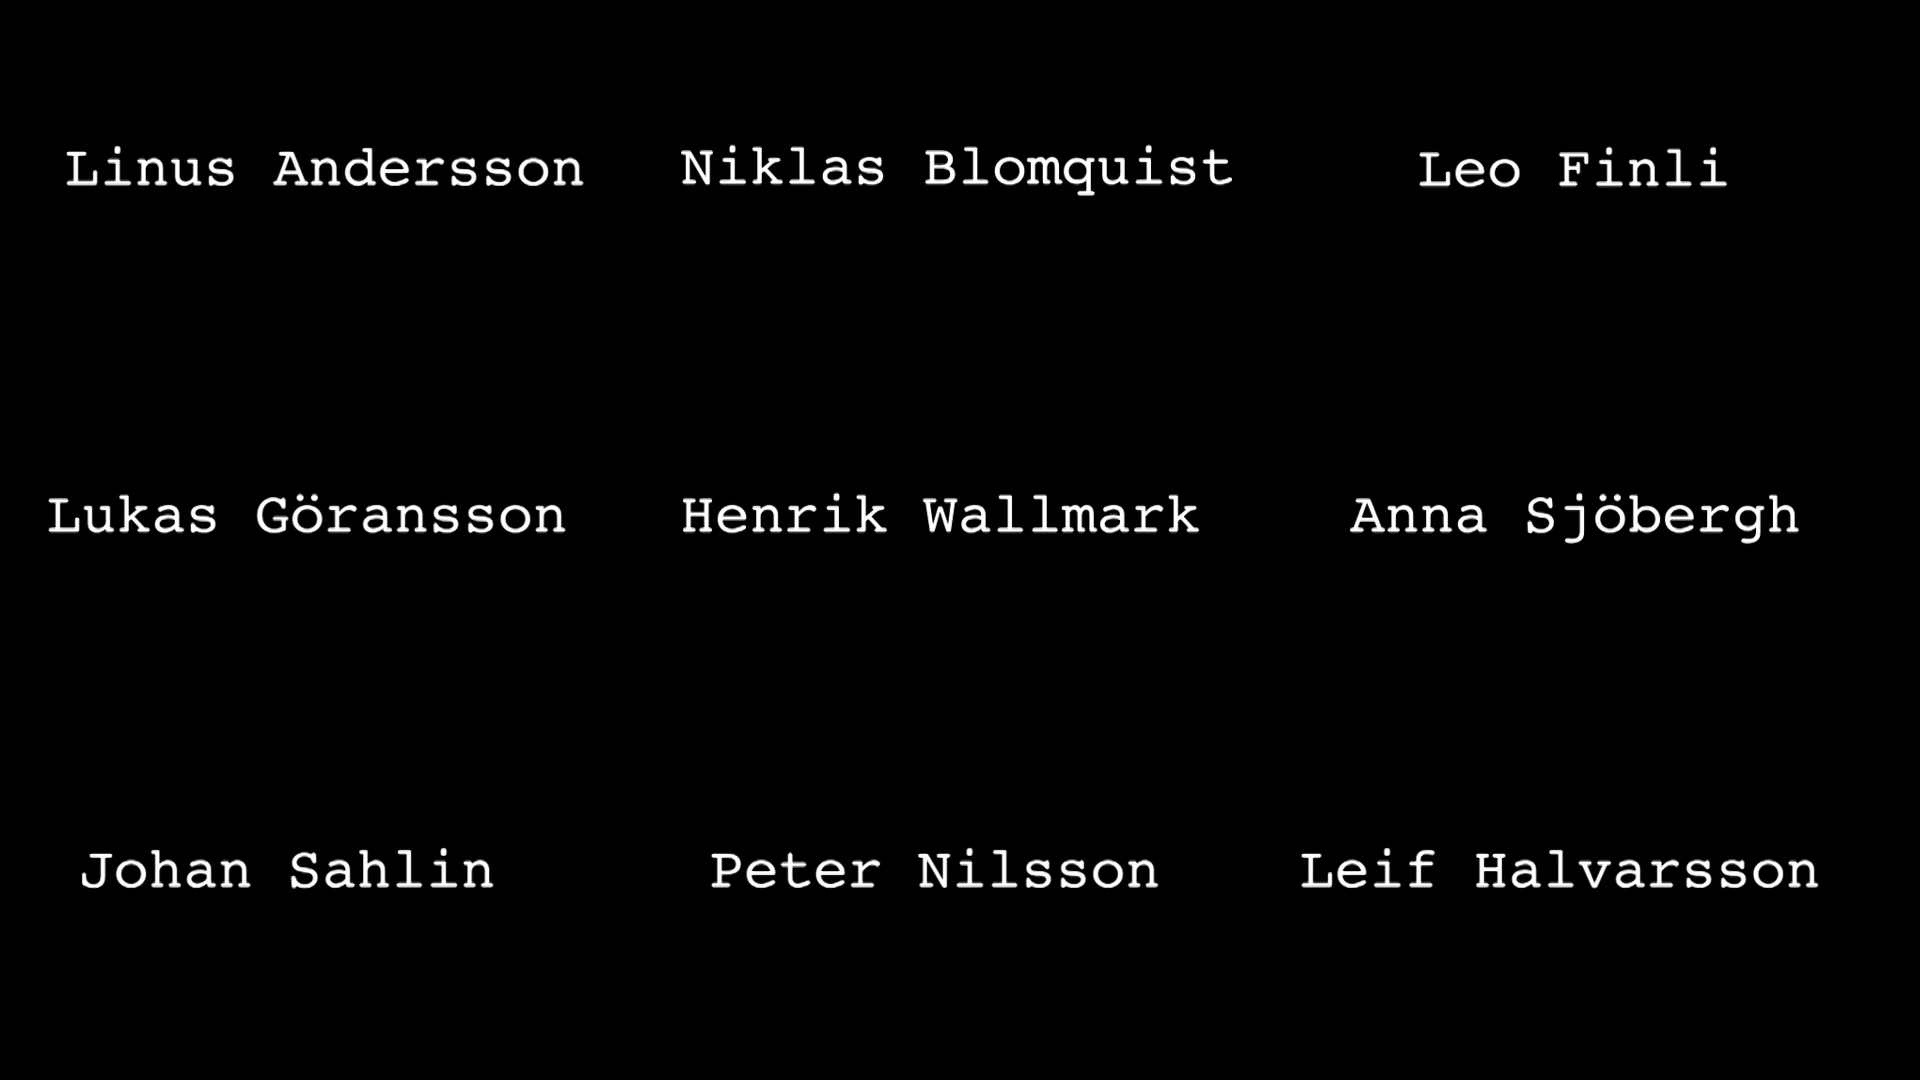 Linus Andersson Niklas Blomquist Leo Finli
Lukas Göransson Henrik Wallmark Anna Sjöbergh
Johan Sahlin Peter Nilsson Leif Halvarsson